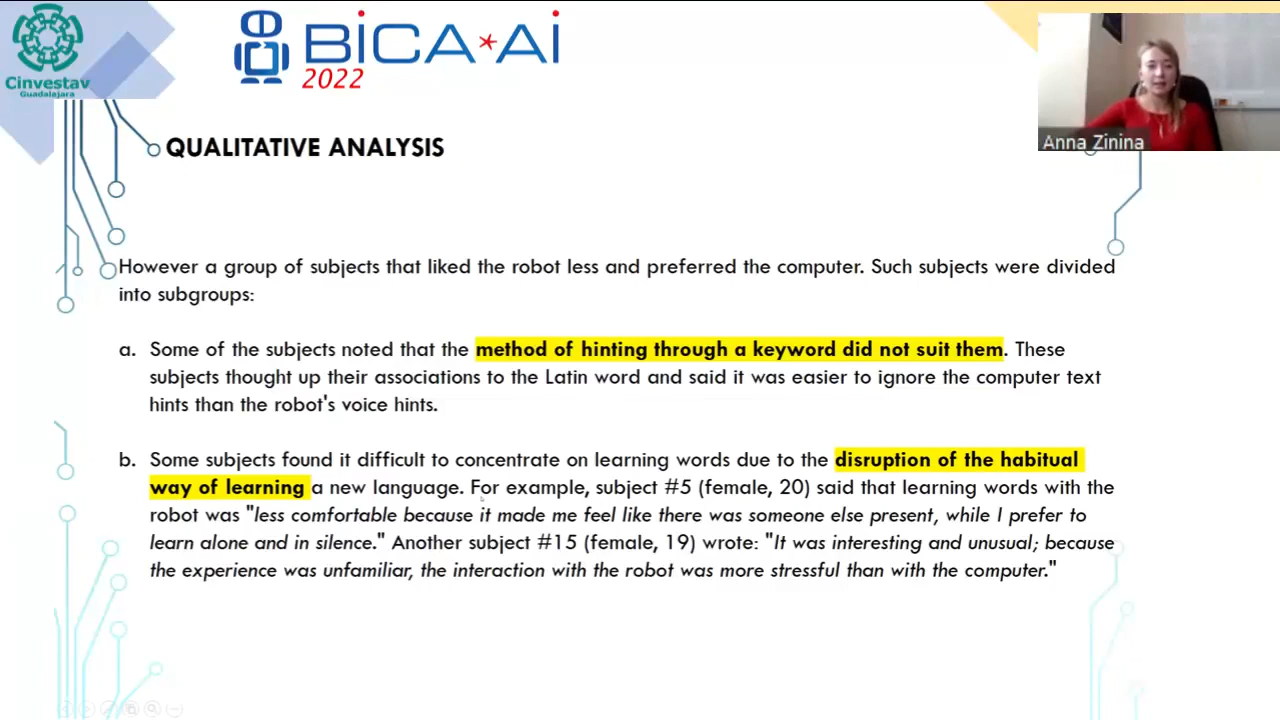 Cinvestav
Guadalajara
BiCA*Ai
2022
Anna Zinina
QUALITATIVE ANALYSIS
However a group of subjects that liked the robot less and preferred the computer. Such subjects were divided
into subgroups:
a. Some of the subjects noted that the method of hinting through a keyword did not suit them. These
subjects thought up their associations to the Latin word and said it was easier to ignore the computer text
hints than the robot's voice hints.
b. Some subjects found it difficult to concentrate on learning words due to the disruption of the habitual
way of learning a new language. For example, subject #5 (female, 20) said that learning words with the
robot was "less comfortable because it made me feel like there was someone else present, while I prefer to
learn alone and in silence." Another subject #15 (female, 19) wrote: "It was interesting and unusual; because
the experience was unfamiliar, the interaction with the robot was more stressful than with the computer."